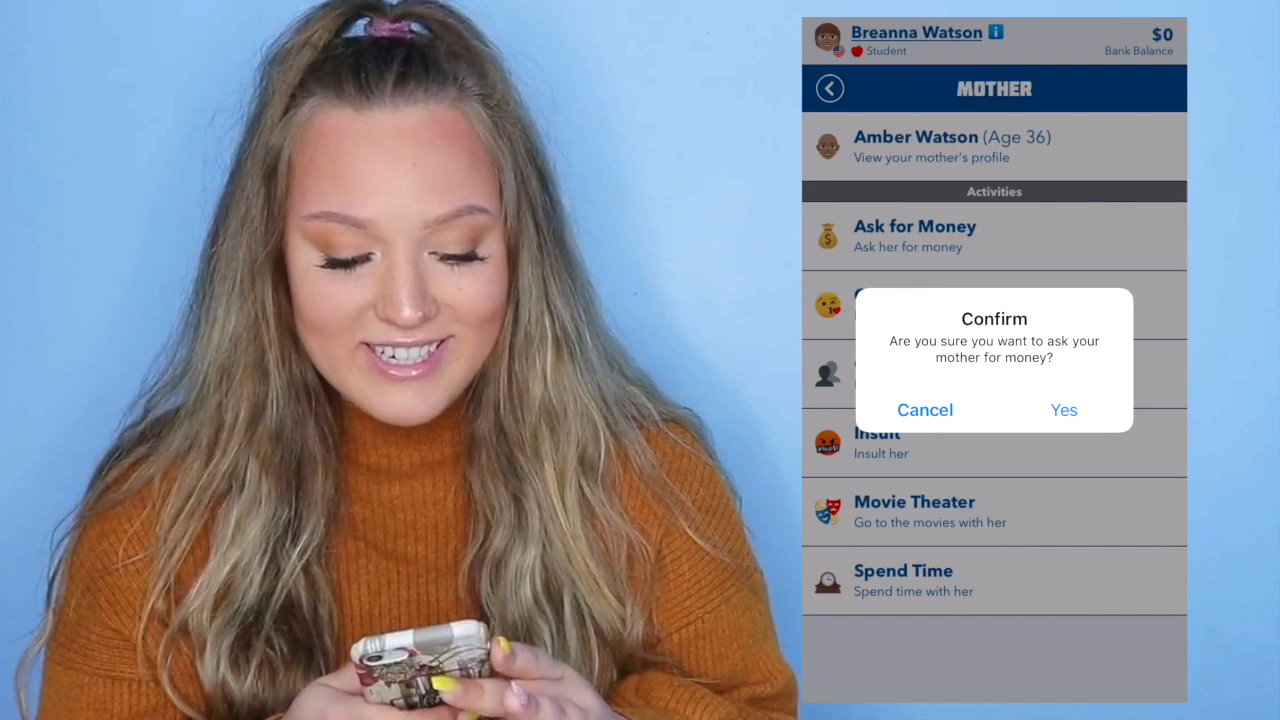 Breanna Watson
$0
Student
Bank Balance
MOTHER
Amber Watson (Age 36)
View your mother's profile
Activities
Ask for Money
Ask her for money
Confirm
Are you sure you want to ask your
mother for money?
Cancel
Yes
Insult
Insult her
Movie Theater
Go to the movies with her
Spend Time
Spend time with her